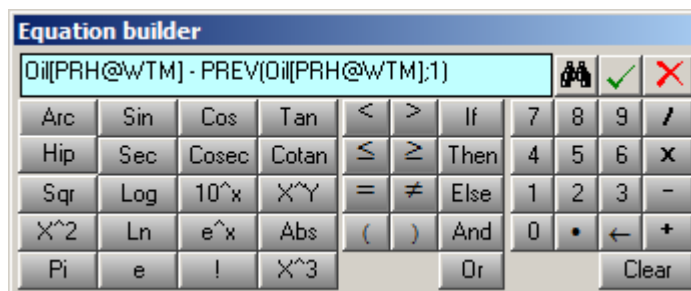 Equation builder
Oil[PRH@WTM] - PREV(Oil[PRH@WTM];1)
Arc Sin Cos Tan < > If 7 8 9 /
Hip Sec Cosec Cotan ≤ ≥ Then 4 5 6 x
Sqr Log 10^x X^Y = ≠ Else 1 2 3 -
X^2 Ln e^x Abs ( ) And 0 • ← +
Pi e ! X^3 Or Clear